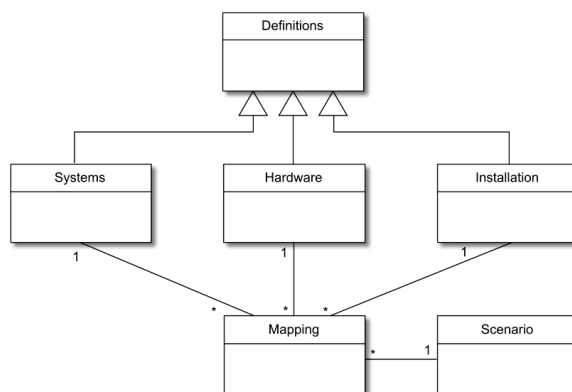 Definitions
Systems
Hardware
Installation
1
1
1
*
*
*
Mapping
Scenario
*
1